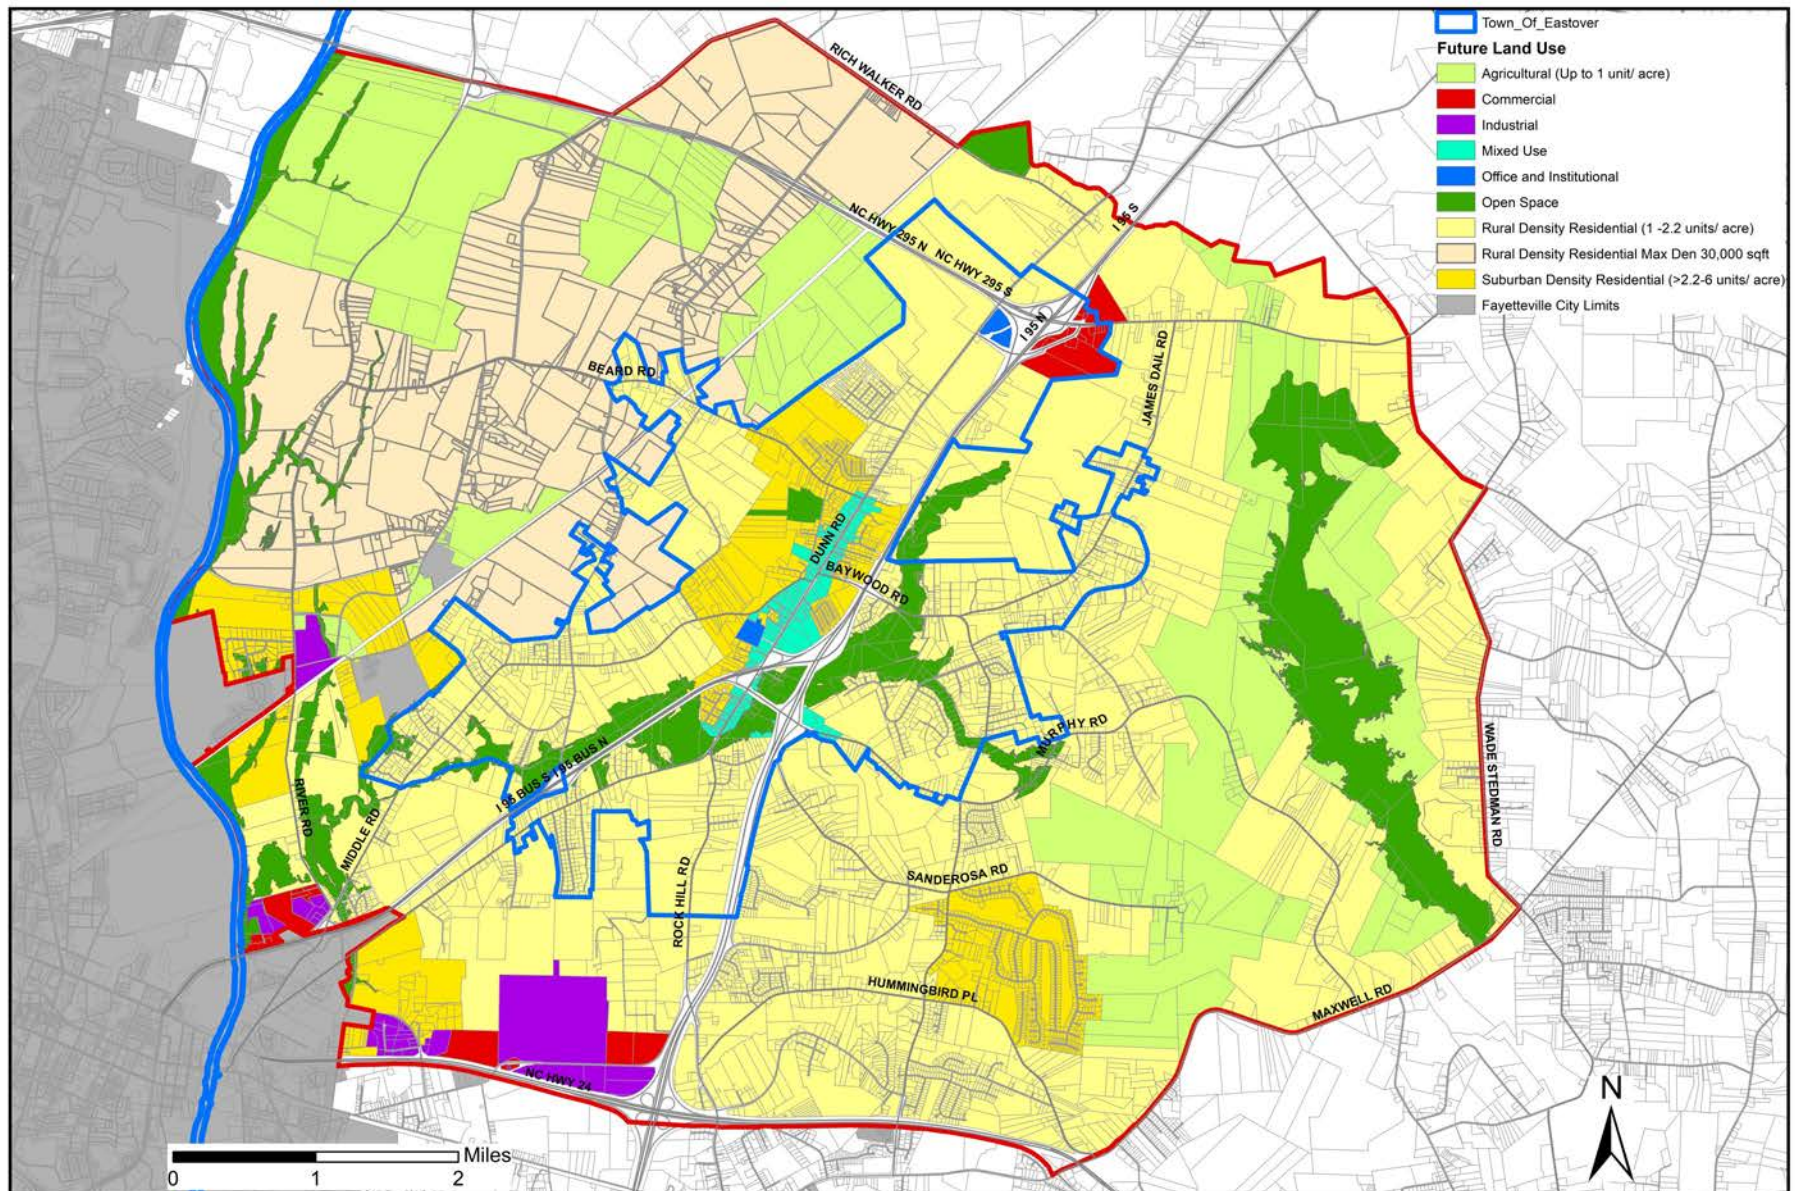 Town_Of_Eastover
Future Land Use
Agricultural (Up to 1 unit/ acre)
Commercial
Industrial
Mixed Use
Office and Institutional
Open Space
Rural Density Residential (1 -2.2 units/ acre)
Rural Density Residential Max Den 30,000 sqft
Suburban Density Residential (>2.2-6 units/ acre)
Fayetteville City Limits
RICH WALKER RD
I 95 S
NC HWY 295 N
NC HWY 295 S
I 95 N
BEARD RD
JAMES DAIL RD
DUNN RD
BAYWOOD RD
MURPHY RD
WADE STEDMAN RD
I 95 BUS S
I 95 BUS N
RIVER RD
MIDDLE RD
ROCK HILL RD
SANDEROSA RD
HUMMINGBIRD PL
MAXWELL RD
NC HWY 24
N
Miles
0 1 2